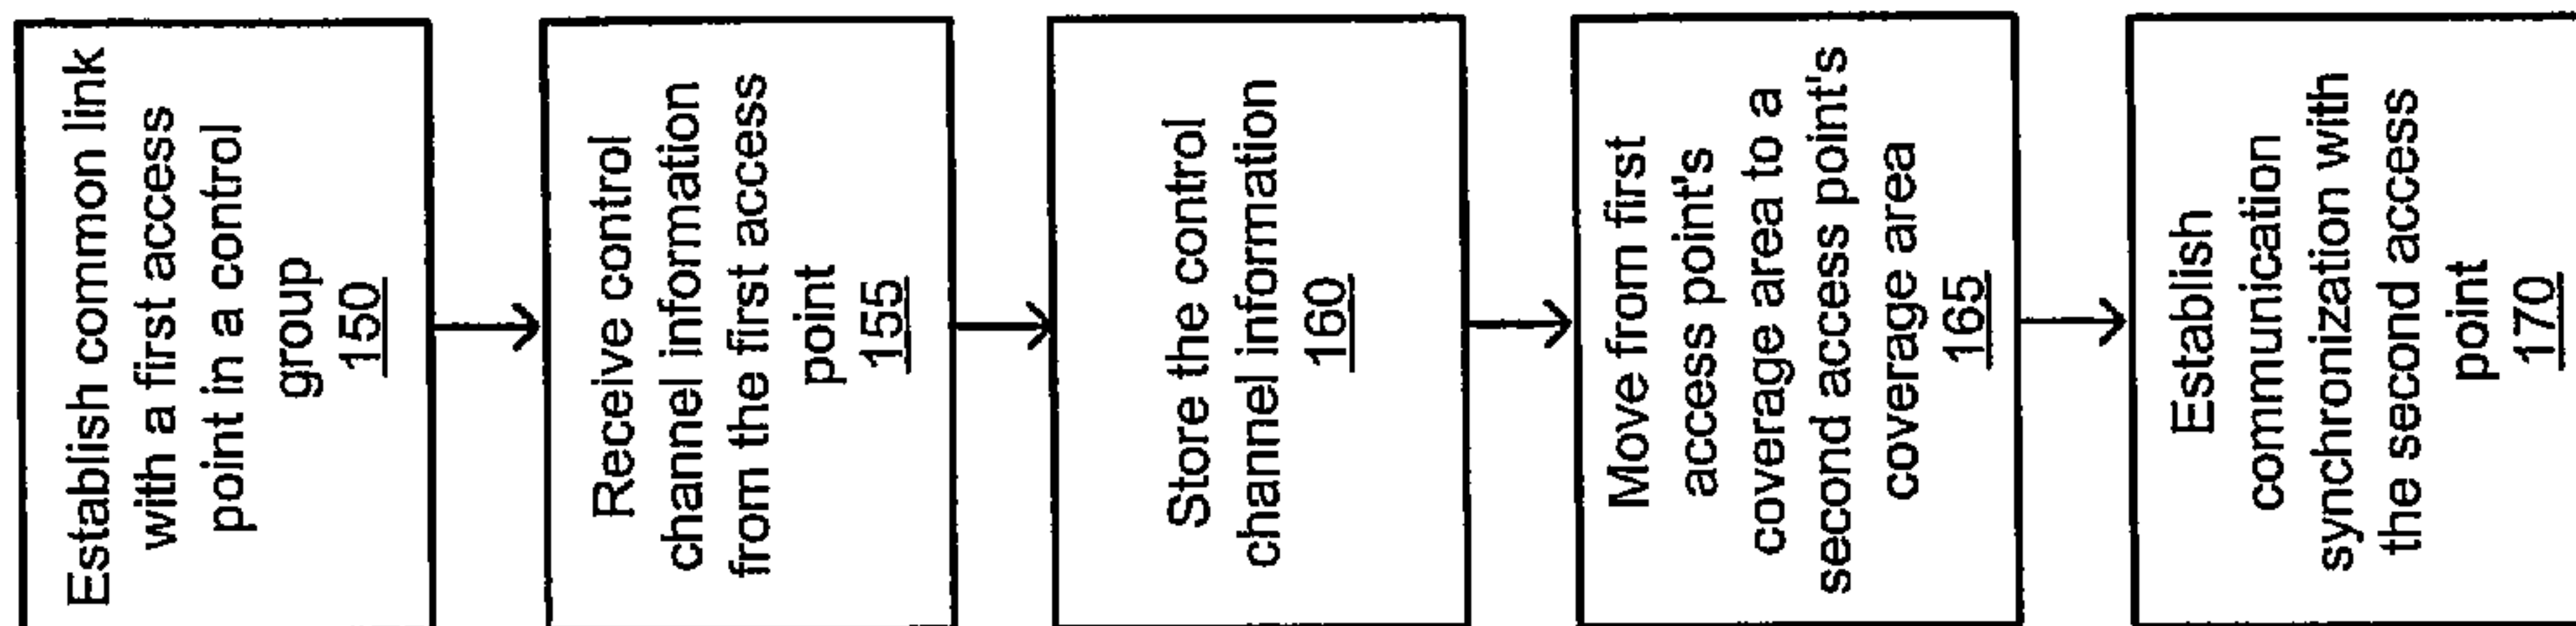 Establish common link
with a first access
point in a control
group
150
Receive control
channel information
from the first access
point
155
Store the control
channel information
160
Move from first
access point's
coverage area to a
second access point's
coverage area
165
Establish
communication
synchronization with
the second access
point
170